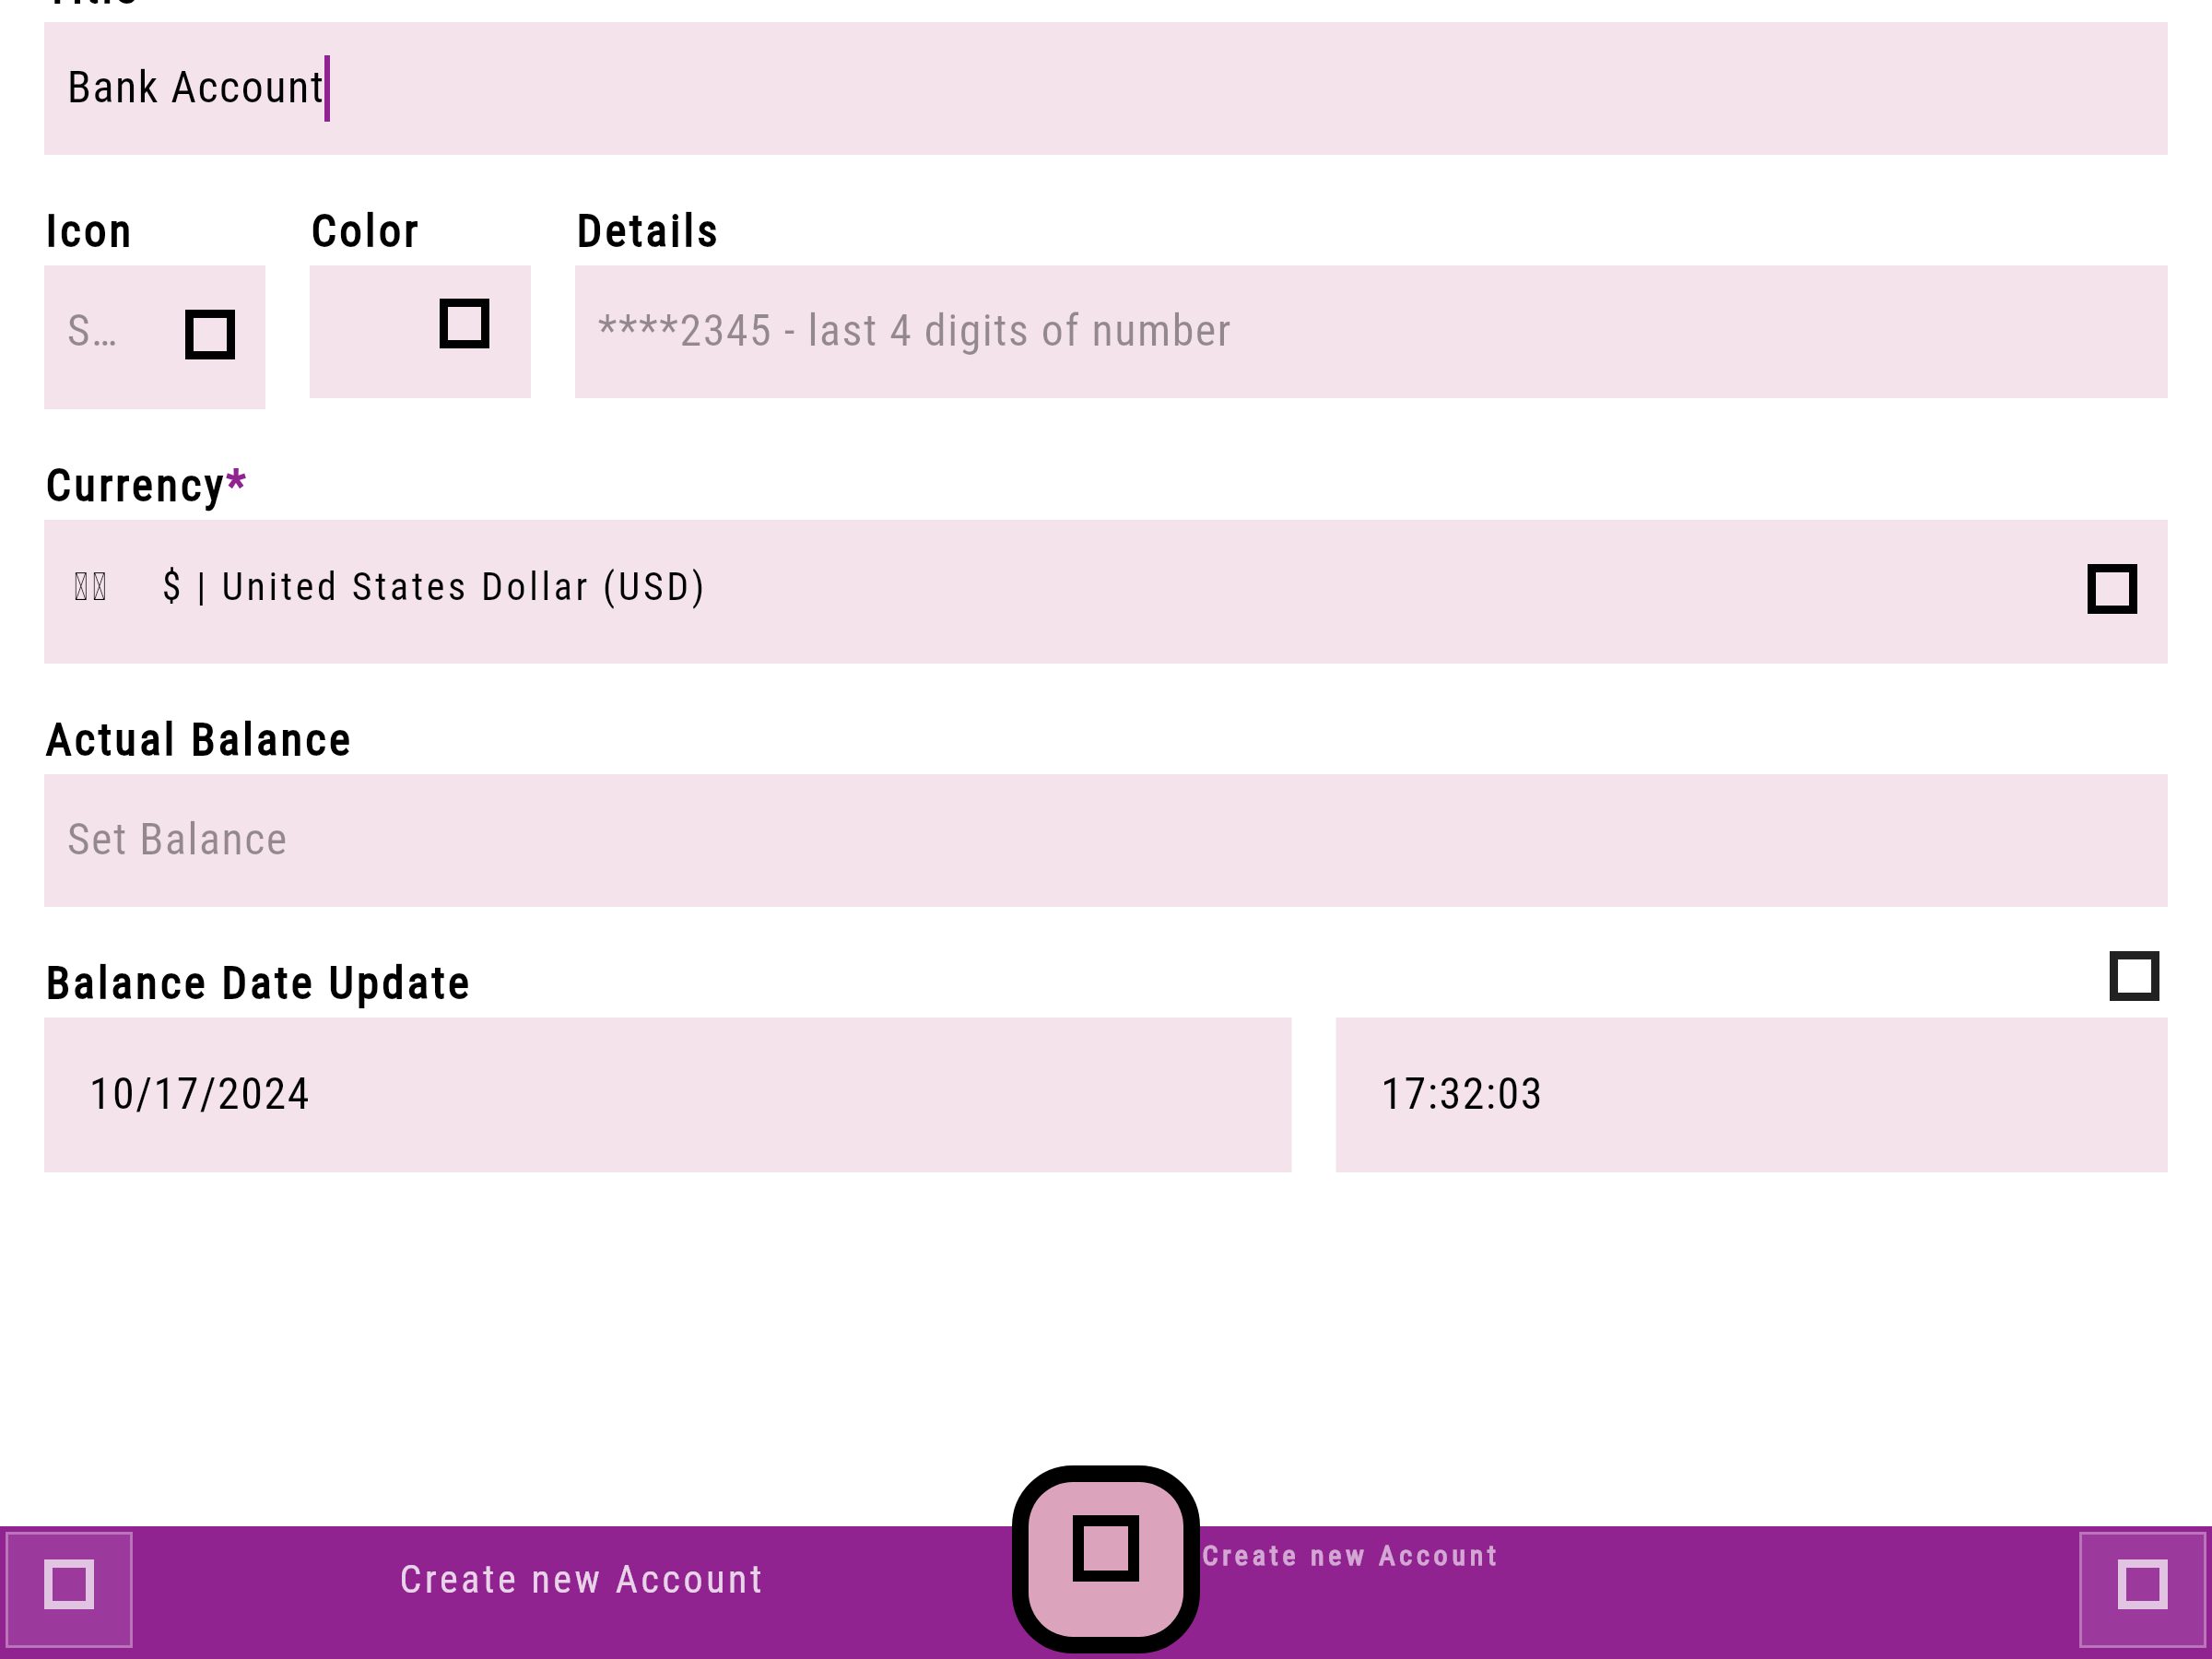 Title
Bank Account
Icon Color Details
S… ****2345 - last 4 digits of number
Currency*
$ | United States Dollar (USD)
Actual Balance
Set Balance
Balance Date Update
10/17/2024 17:32:03
Create new Account
Create new Account